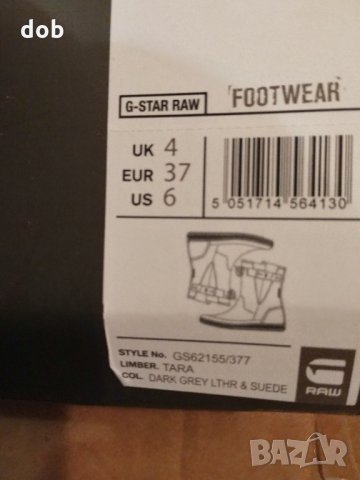 dob
G-STAR RAW
FOOTWEAR
UK 4
EUR 37
US 6
5 051714 564130
STYLE No. GS62155/377
LIMBER. TARA
COL. DARK GREY LTHR & SUEDE
RAW
BAZAR